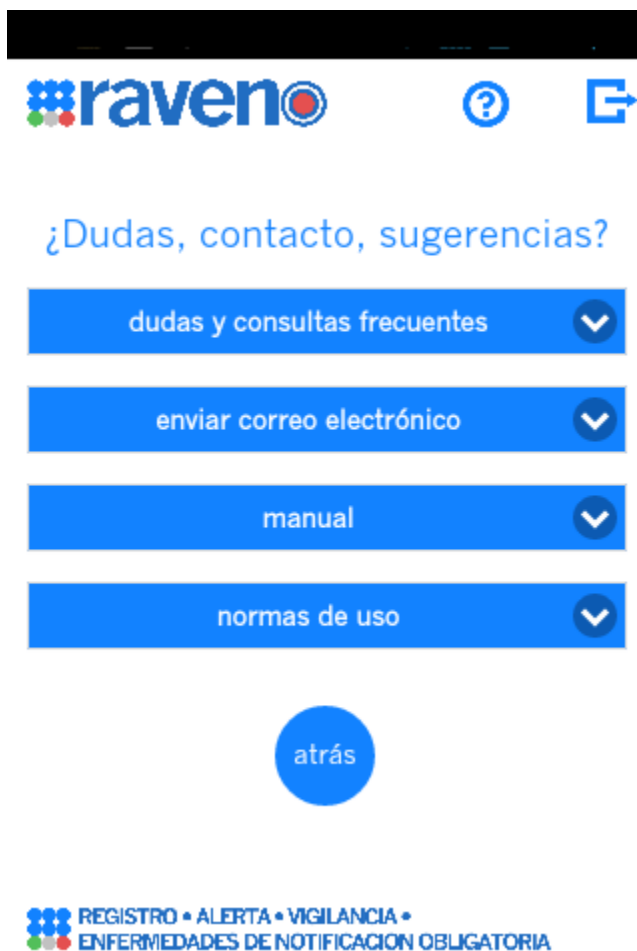 raveno
¿Dudas, contacto, sugerencias?
dudas y consultas frecuentes
enviar correo electrónico
manual
normas de uso
atrás
REGISTRO • ALERTA • VIGILANCIA •
ENFERMEDADES DE NOTIFICACION OBLIGATORIA